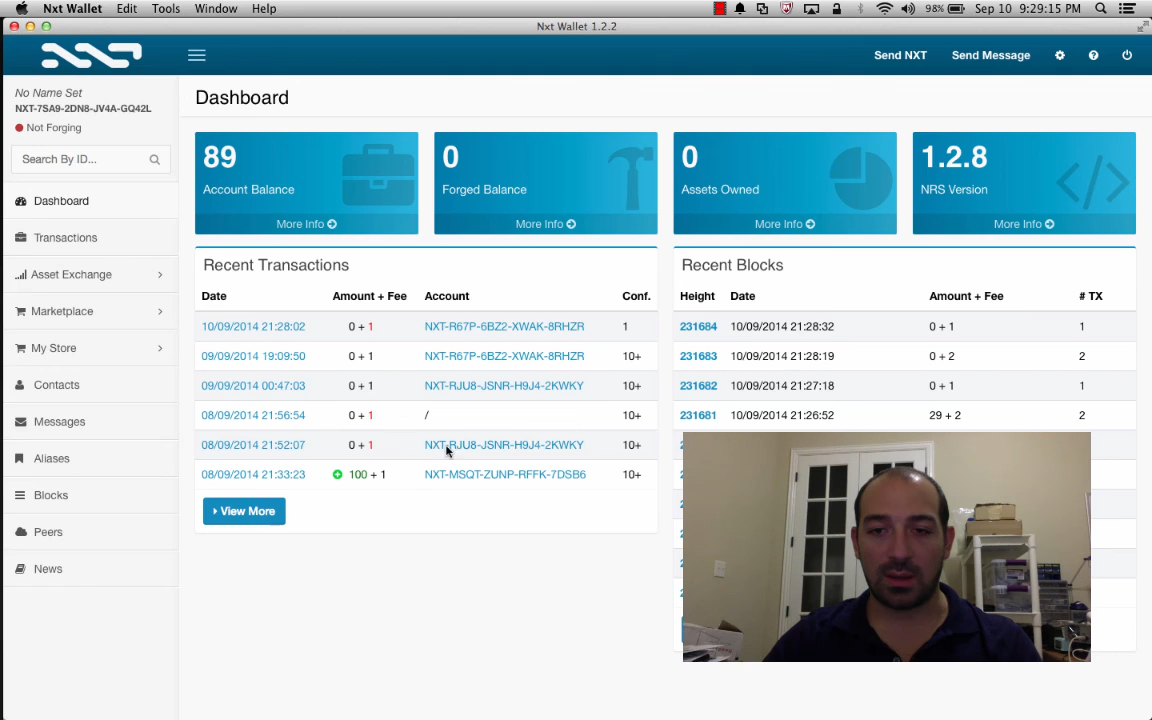 Nxt Wallet Edit Tools Window Help 98% Sep 10 9:29:15 PM
Nxt Wallet 1.2.2
NXT Send NXT Send Message
No Name Set
NXT-7SA9-2DN8-JV4A-GQ42L
Not Forging
Search By ID...
Dashboard
Transactions
Asset Exchange
Marketplace
My Store
Contacts
Messages
Aliases
Blocks
Peers
News
Dashboard
89
Account Balance
More Info
0
Forged Balance
More Info
0
Assets Owned
More Info
1.2.8
NRS Version
</>
More Info
Recent Transactions
Date Amount + Fee Account Conf.
10/09/2014 21:28:02 0 + 1 NXT-R67P-6BZ2-XWAK-8RHZR 1
09/09/2014 19:09:50 0 + 1 NXT-R67P-6BZ2-XWAK-8RHZR 10+
09/09/2014 00:47:03 0 + 1 NXT-RJU8-JSNR-H9J4-2KWKY 10+
08/09/2014 21:56:54 0 + 1 / 10+
08/09/2014 21:52:07 0 + 1 NXT-RJU8-JSNR-H9J4-2KWKY 10+
08/09/2014 21:33:23 100 + 1 NXT-MSQT-ZUNP-RFFK-7DSB6 10+
View More
Recent Blocks
Height Date Amount + Fee # TX
231684 10/09/2014 21:28:32 0 + 1 1
231683 10/09/2014 21:28:19 0 + 2 2
231682 10/09/2014 21:27:18 0 + 1 1
231681 10/09/2014 21:26:52 29 + 2 2